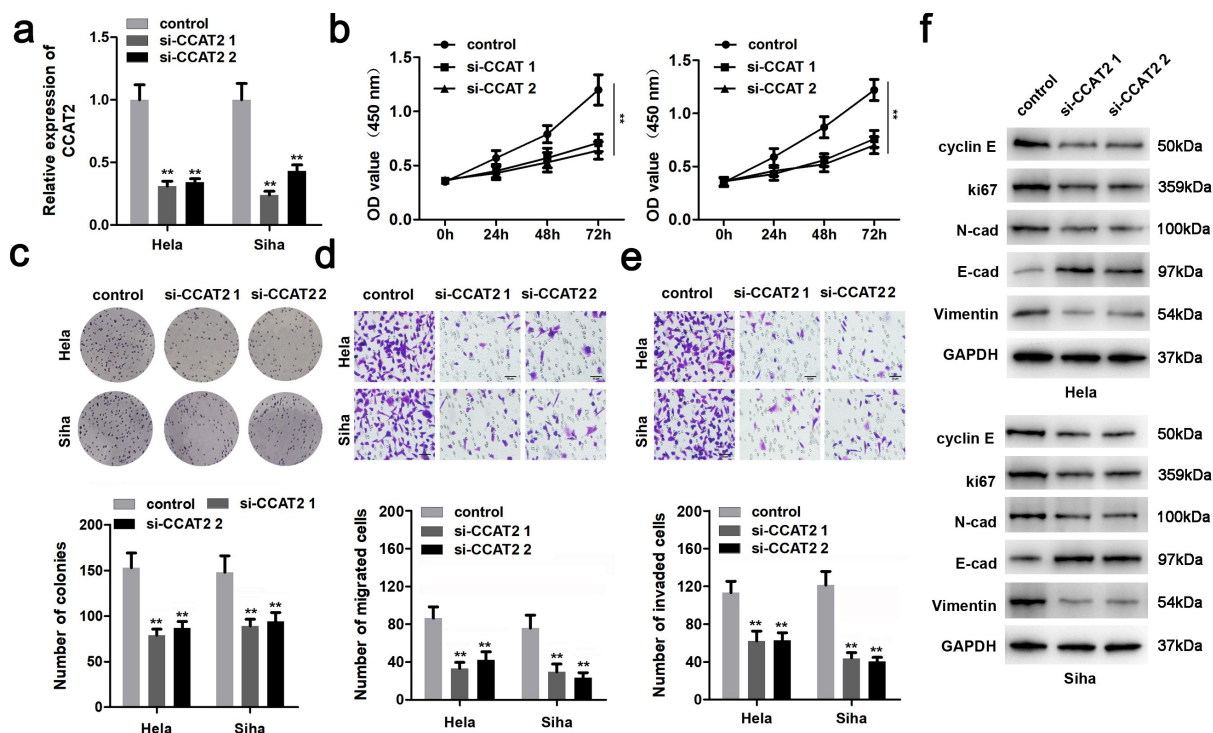 a
control
si-CCAT2 1
si-CCAT2 2
Relative expression of
CCAT2
1.5
1.0
0.5
0.0
**
**
**
**
Hela
Siha
b
control
si-CCAT 1
si-CCAT 2
OD value (450 nm)
1.5
1.0
0.5
0.0
0h
24h
48h
72h
**
control
si-CCAT 1
si-CCAT 2
OD value (450 nm)
1.5
1.0
0.5
0.0
0h
24h
48h
72h
**
c
control
si-CCAT2 1
si-CCAT2 2
Hela
Siha
control
si-CCAT2 1
si-CCAT2 2
Number of colonies
200
150
100
50
0
**
**
**
**
Hela
Siha
d
control
si-CCAT2 1
si-CCAT2 2
Hela
Siha
control
si-CCAT2 1
si-CCAT2 2
Number of migrated cells
200
160
120
80
40
0
**
**
**
**
Hela
Siha
e
control
si-CCAT2 1
si-CCAT2 2
Hela
Siha
control
si-CCAT2 1
si-CCAT2 2
Number of invaded cells
200
160
120
80
40
0
**
**
**
**
Hela
Siha
f
control
si-CCAT2 1
si-CCAT2 2
cyclin E 50kDa
ki67 359kDa
N-cad 100kDa
E-cad 97kDa
Vimentin 54kDa
GAPDH 37kDa
Hela
cyclin E 50kDa
ki67 359kDa
N-cad 100kDa
E-cad 97kDa
Vimentin 54kDa
GAPDH 37kDa
Siha